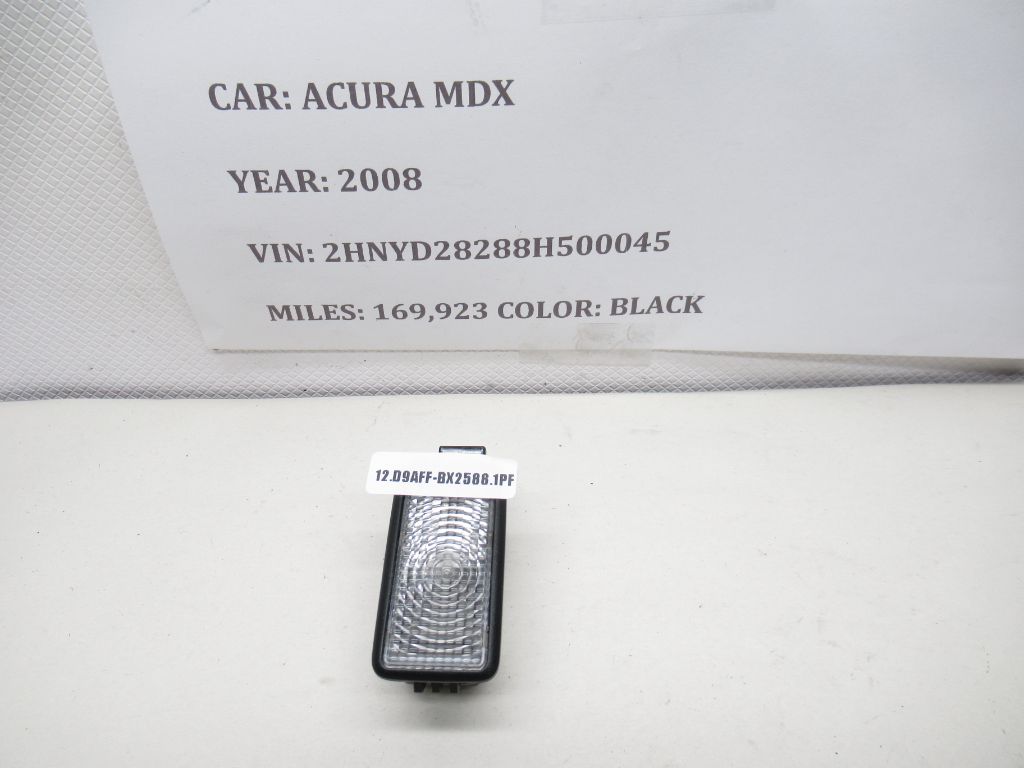 CAR: ACURA MDX
YEAR: 2008
VIN: 2HNYD28288H500045
MILES: 169,923 COLOR: BLACK
12.D9AFF-BX2588.1PF